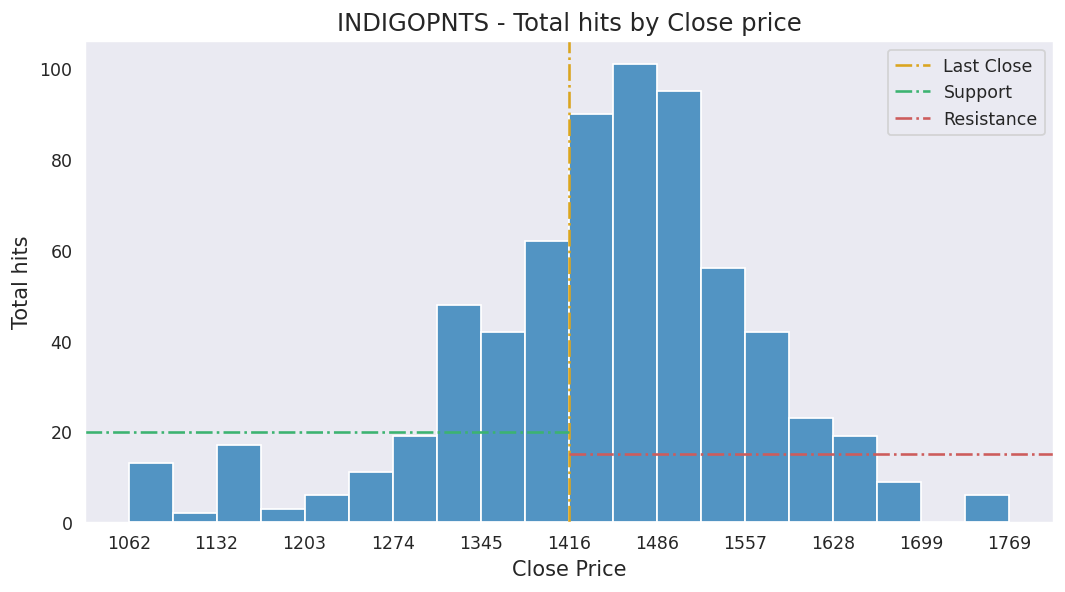 INDIGOPNTS - Total hits by Close price
Last Close
Support
Resistance
Total hits
100
80
60
40
20
0
1062 1132 1203 1274 1345 1416 1486 1557 1628 1699 1769
Close Price